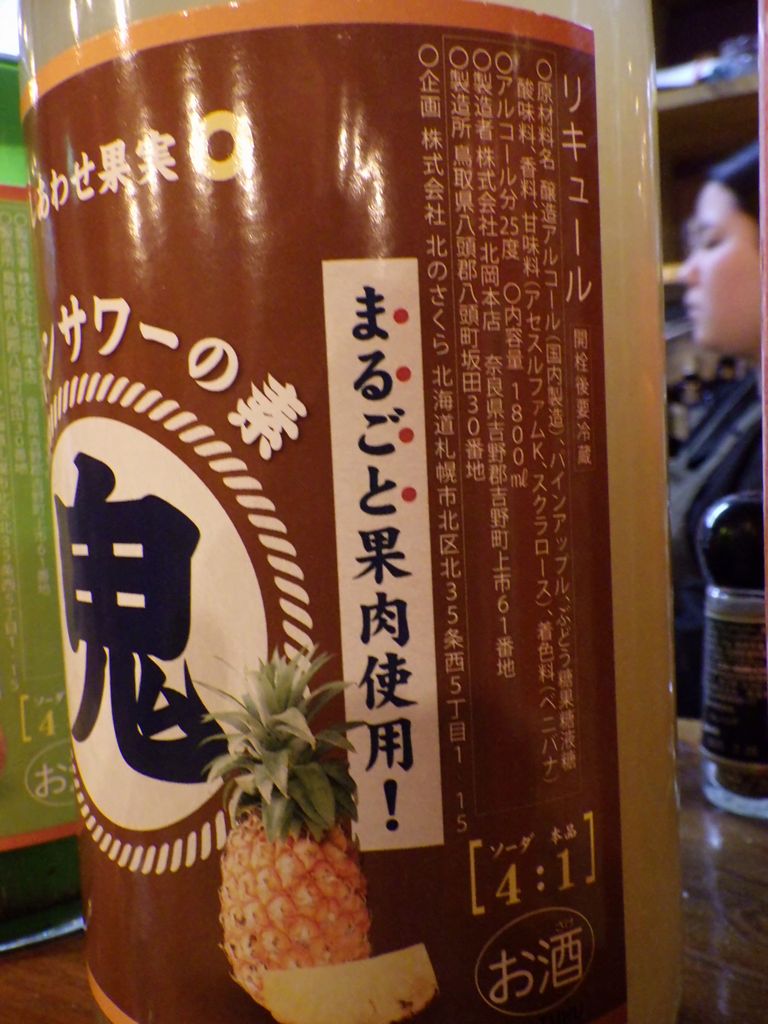 リキュール 開栓後要冷蔵
○原材料名 醸造アルコール(国内製造)、パインアップル、ぶどう糖果糖液糖
酸味料、香料、甘味料(アセスルファムK、スクラロース)、着色料(ベニバナ)
○アルコール分25度 ○内容量 1800ml
○製造者 株式会社北岡本店 奈良県吉野郡吉野町上市61番地
○製造所 鳥取県八頭郡八頭町坂田30番地
○企画 株式会社 北のさくら 北海道札幌市北区北35条西5丁目1 15
まるごと果肉使用!
あわせ果実
ンサワーの素
鬼
[ソーダ 4 : 本品 1]
お酒
[ソーダ 4
お